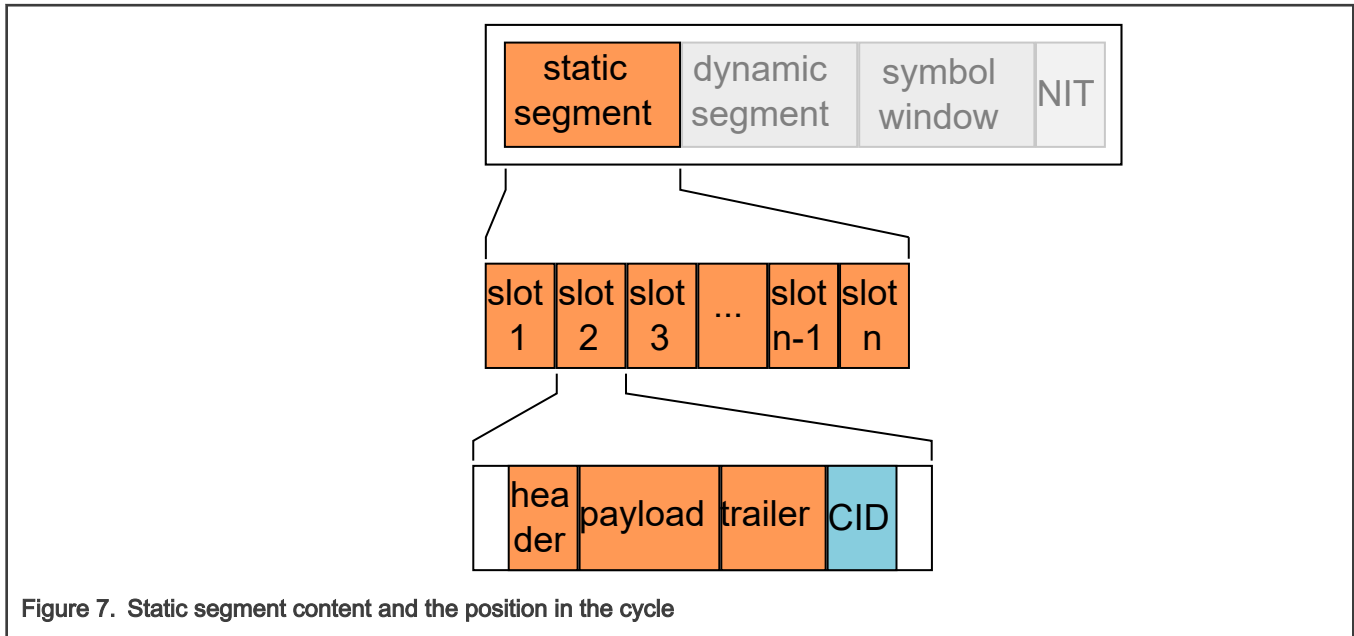 static
segment
dynamic
segment
symbol
window
NIT
slot
1
slot
2
slot
3
...
slot
n-1
slot
n
hea
der
payload
trailer
CID
Figure 7. Static segment content and the position in the cycle